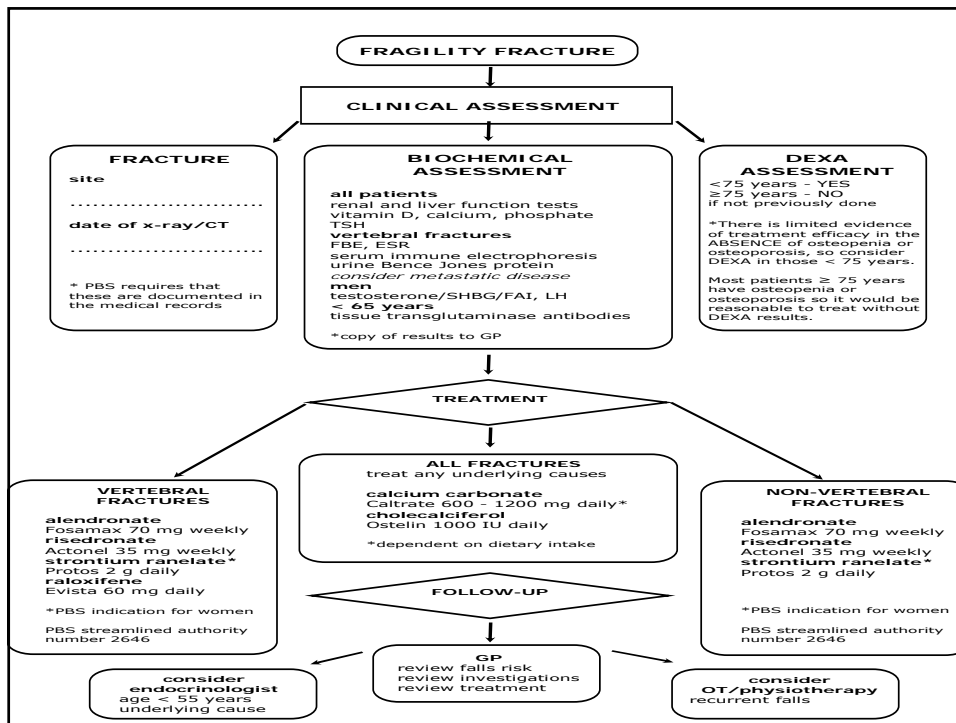 FRAGILITY FRACTURE
CLINICAL ASSESSMENT
FRACTURE
site
...........................
date of x-ray/CT
...........................
* PBS requires that
these are documented in
the medical records
BIOCHEMICAL
ASSESSMENT
all patients
renal and liver function tests
vitamin D, calcium, phosphate
TSH
vertebral fractures
FBE, ESR
serum immune electrophoresis
urine Bence Jones protein
consider metastatic disease
men
testosterone/SHBG/FAI, LH
< 65 years
tissue transglutaminase antibodies
*copy of results to GP
DEXA
ASSESSMENT
<75 years - YES
≥75 years - NO
if not previously done
*There is limited evidence
of treatment efficacy in the
ABSENCE of osteopenia or
osteoporosis, so consider
DEXA in those < 75 years.
Most patients ≥ 75 years
have osteopenia or
osteoporosis so it would be
reasonable to treat without
DEXA results.
TREATMENT
VERTEBRAL
FRACTURES
alendronate
Fosamax 70 mg weekly
risedronate
Actonel 35 mg weekly
strontium ranelate*
Protos 2 g daily
raloxifene
Evista 60 mg daily
*PBS indication for women
PBS streamlined authority
number 2646
ALL FRACTURES
treat any underlying causes
calcium carbonate
Caltrate 600 - 1200 mg daily*
cholecalciferol
Ostelin 1000 IU daily
*dependent on dietary intake
NON-VERTEBRAL
FRACTURES
alendronate
Fosamax 70 mg weekly
risedronate
Actonel 35 mg weekly
strontium ranelate*
Protos 2 g daily
*PBS indication for women
PBS streamlined authority
number 2646
FOLLOW-UP
consider
endocrinologist
age < 55 years
underlying cause
GP
review falls risk
review investigations
review treatment
consider
OT/physiotherapy
recurrent falls